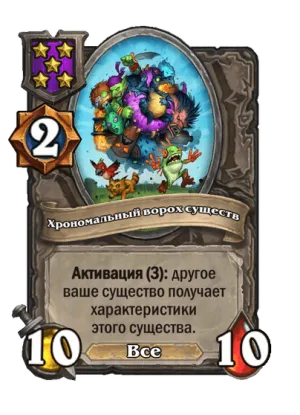 2
Хрономальный ворох существ
Активация (3): другое
ваше существо получает
характеристики
этого существа.
10
Все
10